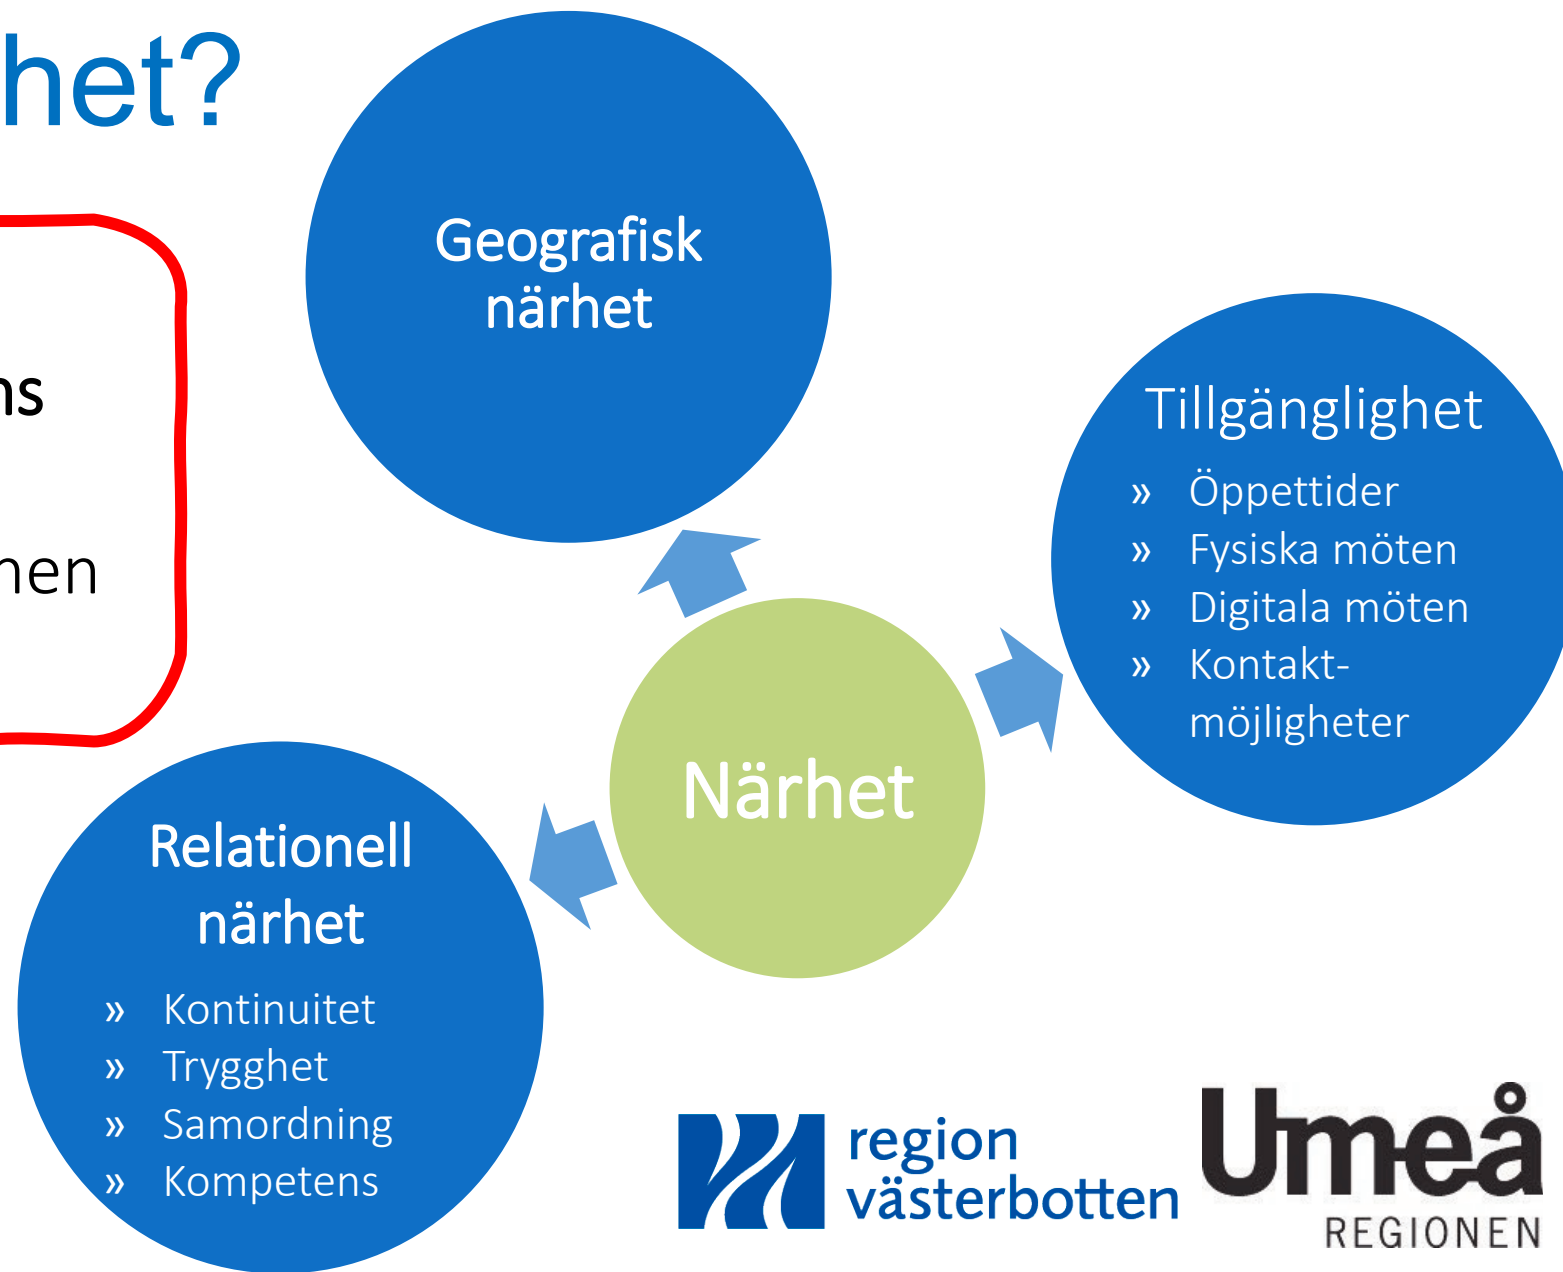 het?
ns
nen
Geografisk
närhet
Tillgänglighet
» Öppettider
» Fysiska möten
» Digitala möten
» Kontakt-
möjligheter
Närhet
Relationell
närhet
» Kontinuitet
» Trygghet
» Samordning
» Kompetens
region
västerbotten
Umeå
REGIONEN